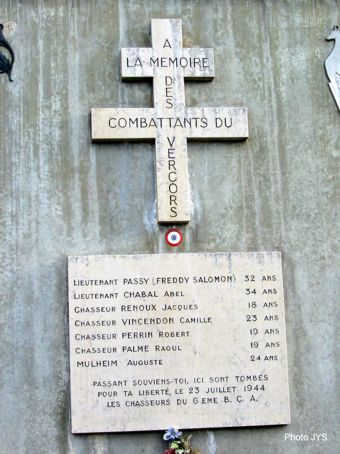 A
LA MEMOIRE
DES
COMBATTANTS DU
VERCORS
LIEUTENANT PASSY (FREDDY SALOMON) 32 ANS
LIEUTENANT CHABAL ABEL 34 ANS
CHASSEUR RENOUX JACQUES 18 ANS
CHASSEUR VINCENDON CAMILLE 23 ANS
CHASSEUR PERRIN ROBERT 19 ANS
CHASSEUR PALME RAOUL 19 ANS
MULHEIM AUGUSTE 24 ANS
PASSANT SOUVIENS-TOI, ICI SONT TOMBÉS
POUR TA LIBERTÉ, LE 23 JUILLET 1944
LES CHASSEURS DU 6 EME B.C.A.
Photo JYS